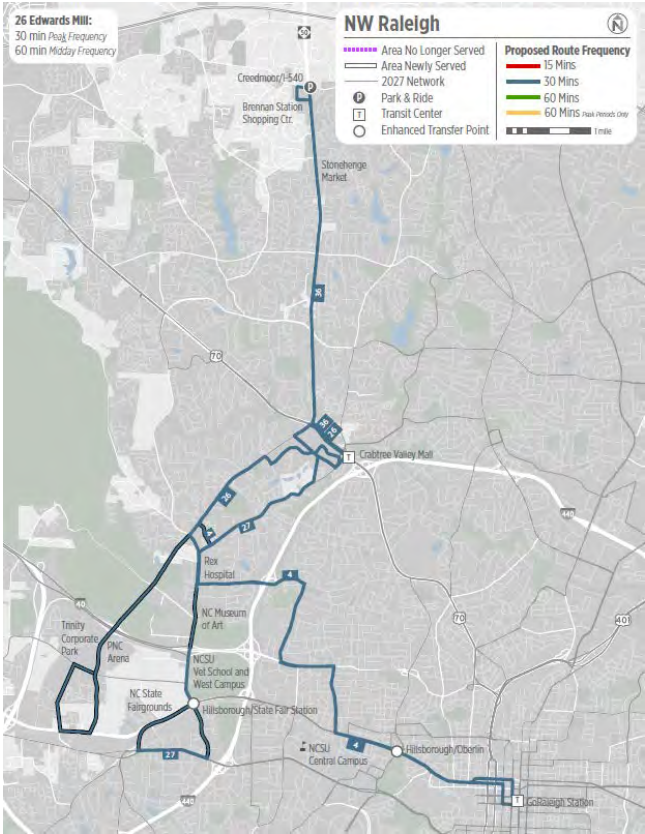 26 Edwards Mill:
30 min Peak Frequency
60 min Midday Frequency
NW Raleigh
N
Area No Longer Served
Area Newly Served
2027 Network
P Park & Ride
T Transit Center
Enhanced Transfer Point
Proposed Route Frequency
15 Mins
30 Mins
60 Mins
60 Mins Peak Periods Only
1 mile
50
Creedmoor/I-540
P
Brennan Station
Shopping Ctr.
Stonehenge
Market
36
70
36
26
T
Crabtree Valley Mall
26
27
4
440
Rex
Hospital
4
40
NC Museum
of Art
Trinity
Corporate
Park
PNC
Arena
70
401
NCSU
Vet School and
West Campus
NC State
Fairgrounds
Hillsborough/State Fair Station
27
NCSU
Central Campus
4
Hillsborough/Oberlin
440
T
GoRaleigh Station